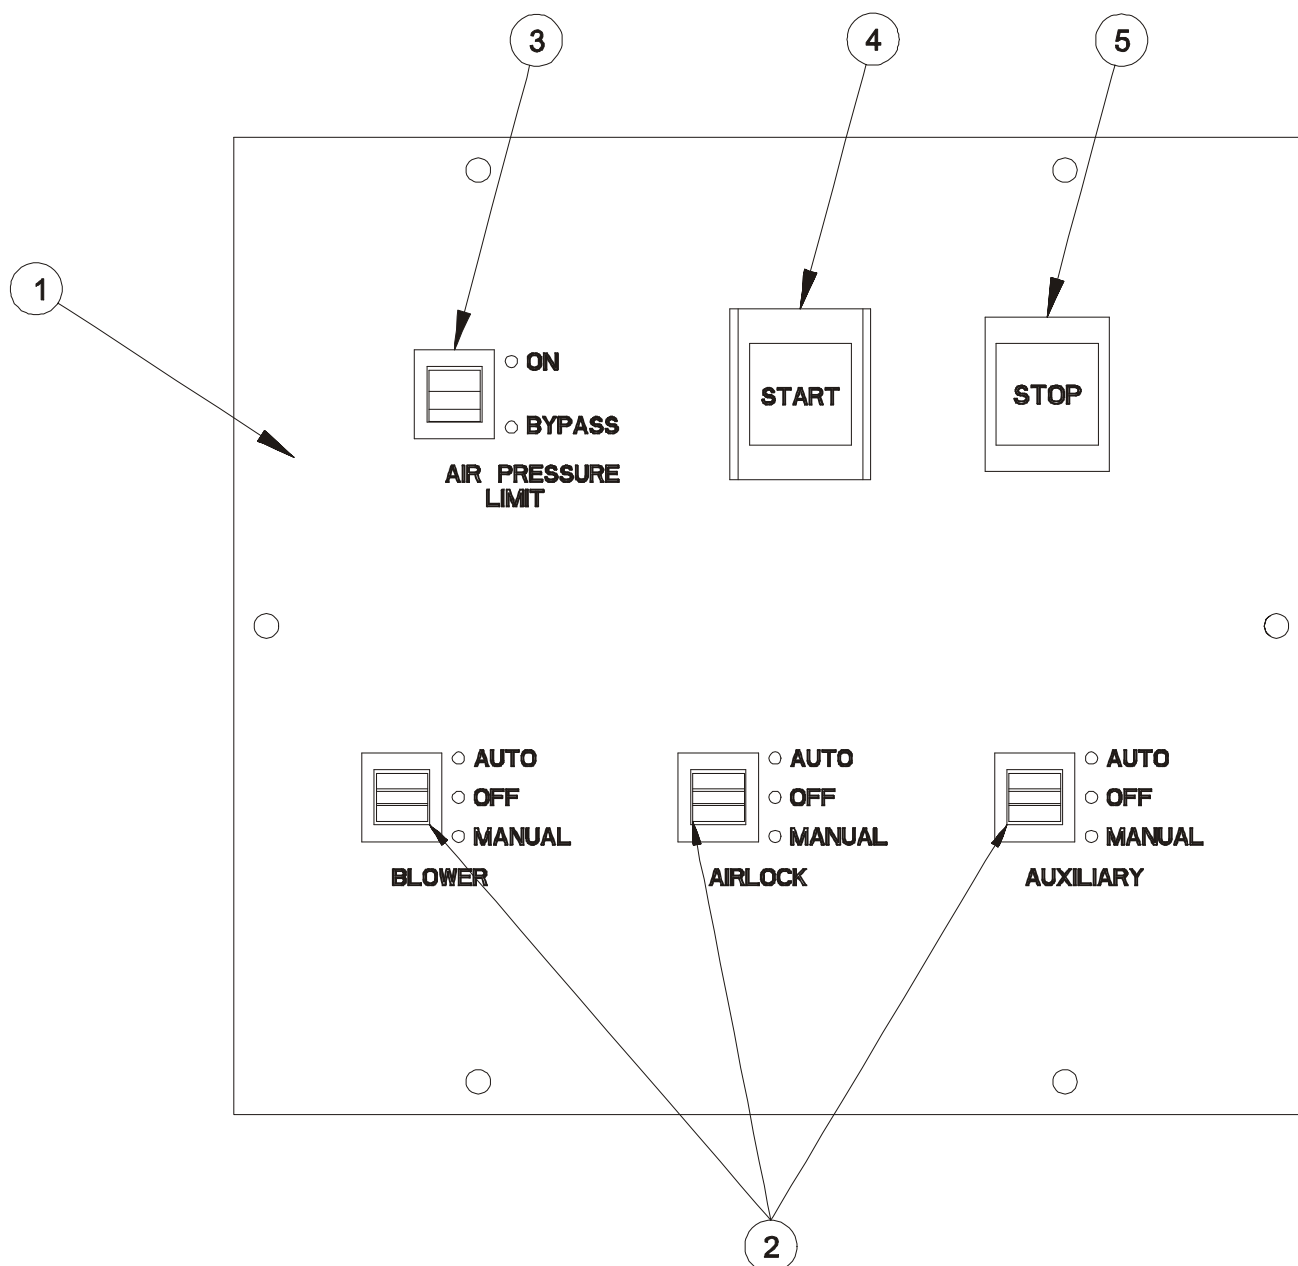 3
4
5
1
ON
BYPASS
AIR PRESSURE
LIMIT
START
STOP
AUTO
OFF
MANUAL
BLOWER
AUTO
OFF
MANUAL
AIRLOCK
AUTO
OFF
MANUAL
AUXILIARY
2